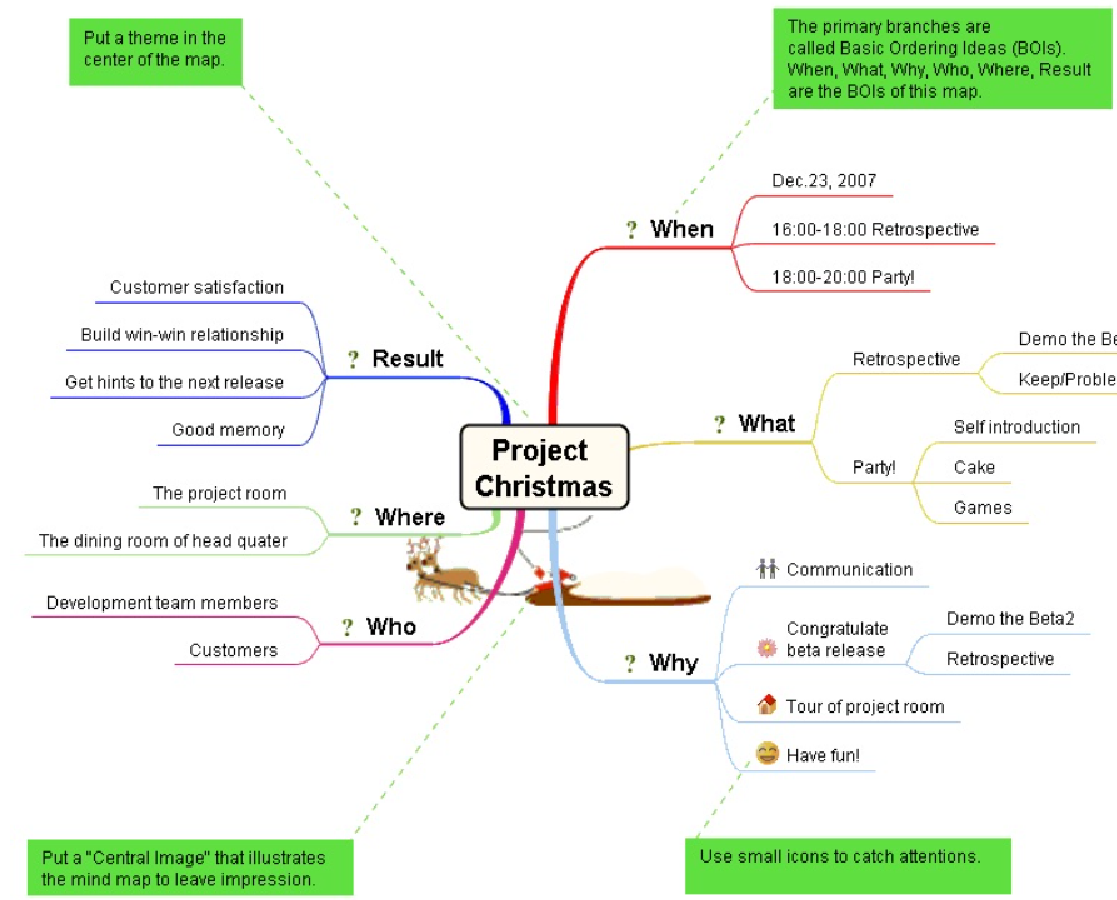 Put a theme in the
center of the map.
The primary branches are
called Basic Ordering Ideas (BOIs).
When, What, Why, Who, Where, Result
are the BOIs of this map.
? When
Dec.23, 2007
16:00-18:00 Retrospective
18:00-20:00 Party!
Customer satisfaction
Build win-win relationship
Get hints to the next release
Good memory
? Result
? What
Retrospective
Demo the
Party!
Self introduction
Cake
Games
Project
Christmas
The project room
The dining room of head quater
? Where
Development team members
Customers
? Who
? Why
Communication
Congratulate
beta release
Demo the Beta2
Retrospective
Tour of project room
Have fun!
Put a "Central Image" that illustrates
the mind map to leave impression.
Use small icons to catch attentions.